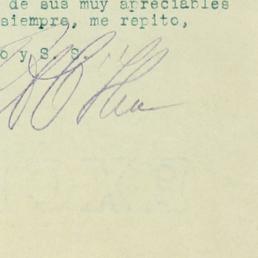 de sus muy apreciables
siempre, me repito,
o y S. S.